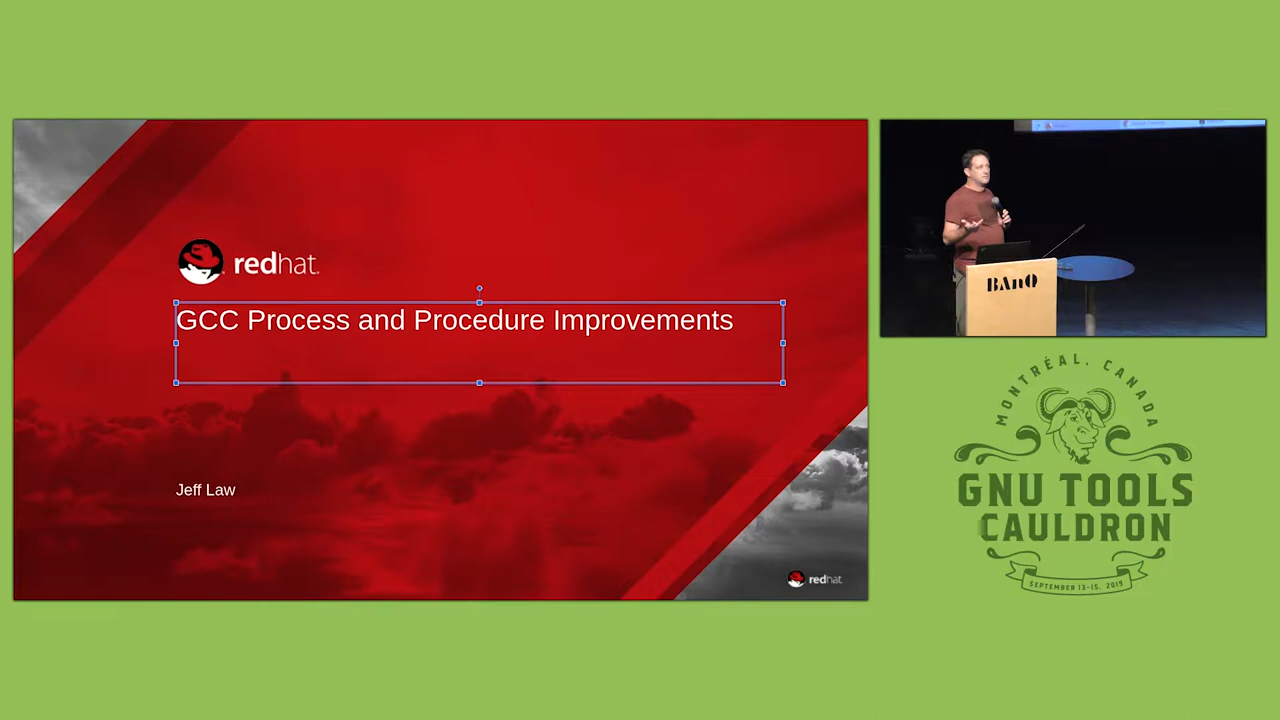 redhat.
GCC Process and Procedure Improvements
Jeff Law
redhat.
BAnQ
MONTRÉAL, CANADA
GNU TOOLS
CAULDRON
SEPTEMBER 13-15, 2019